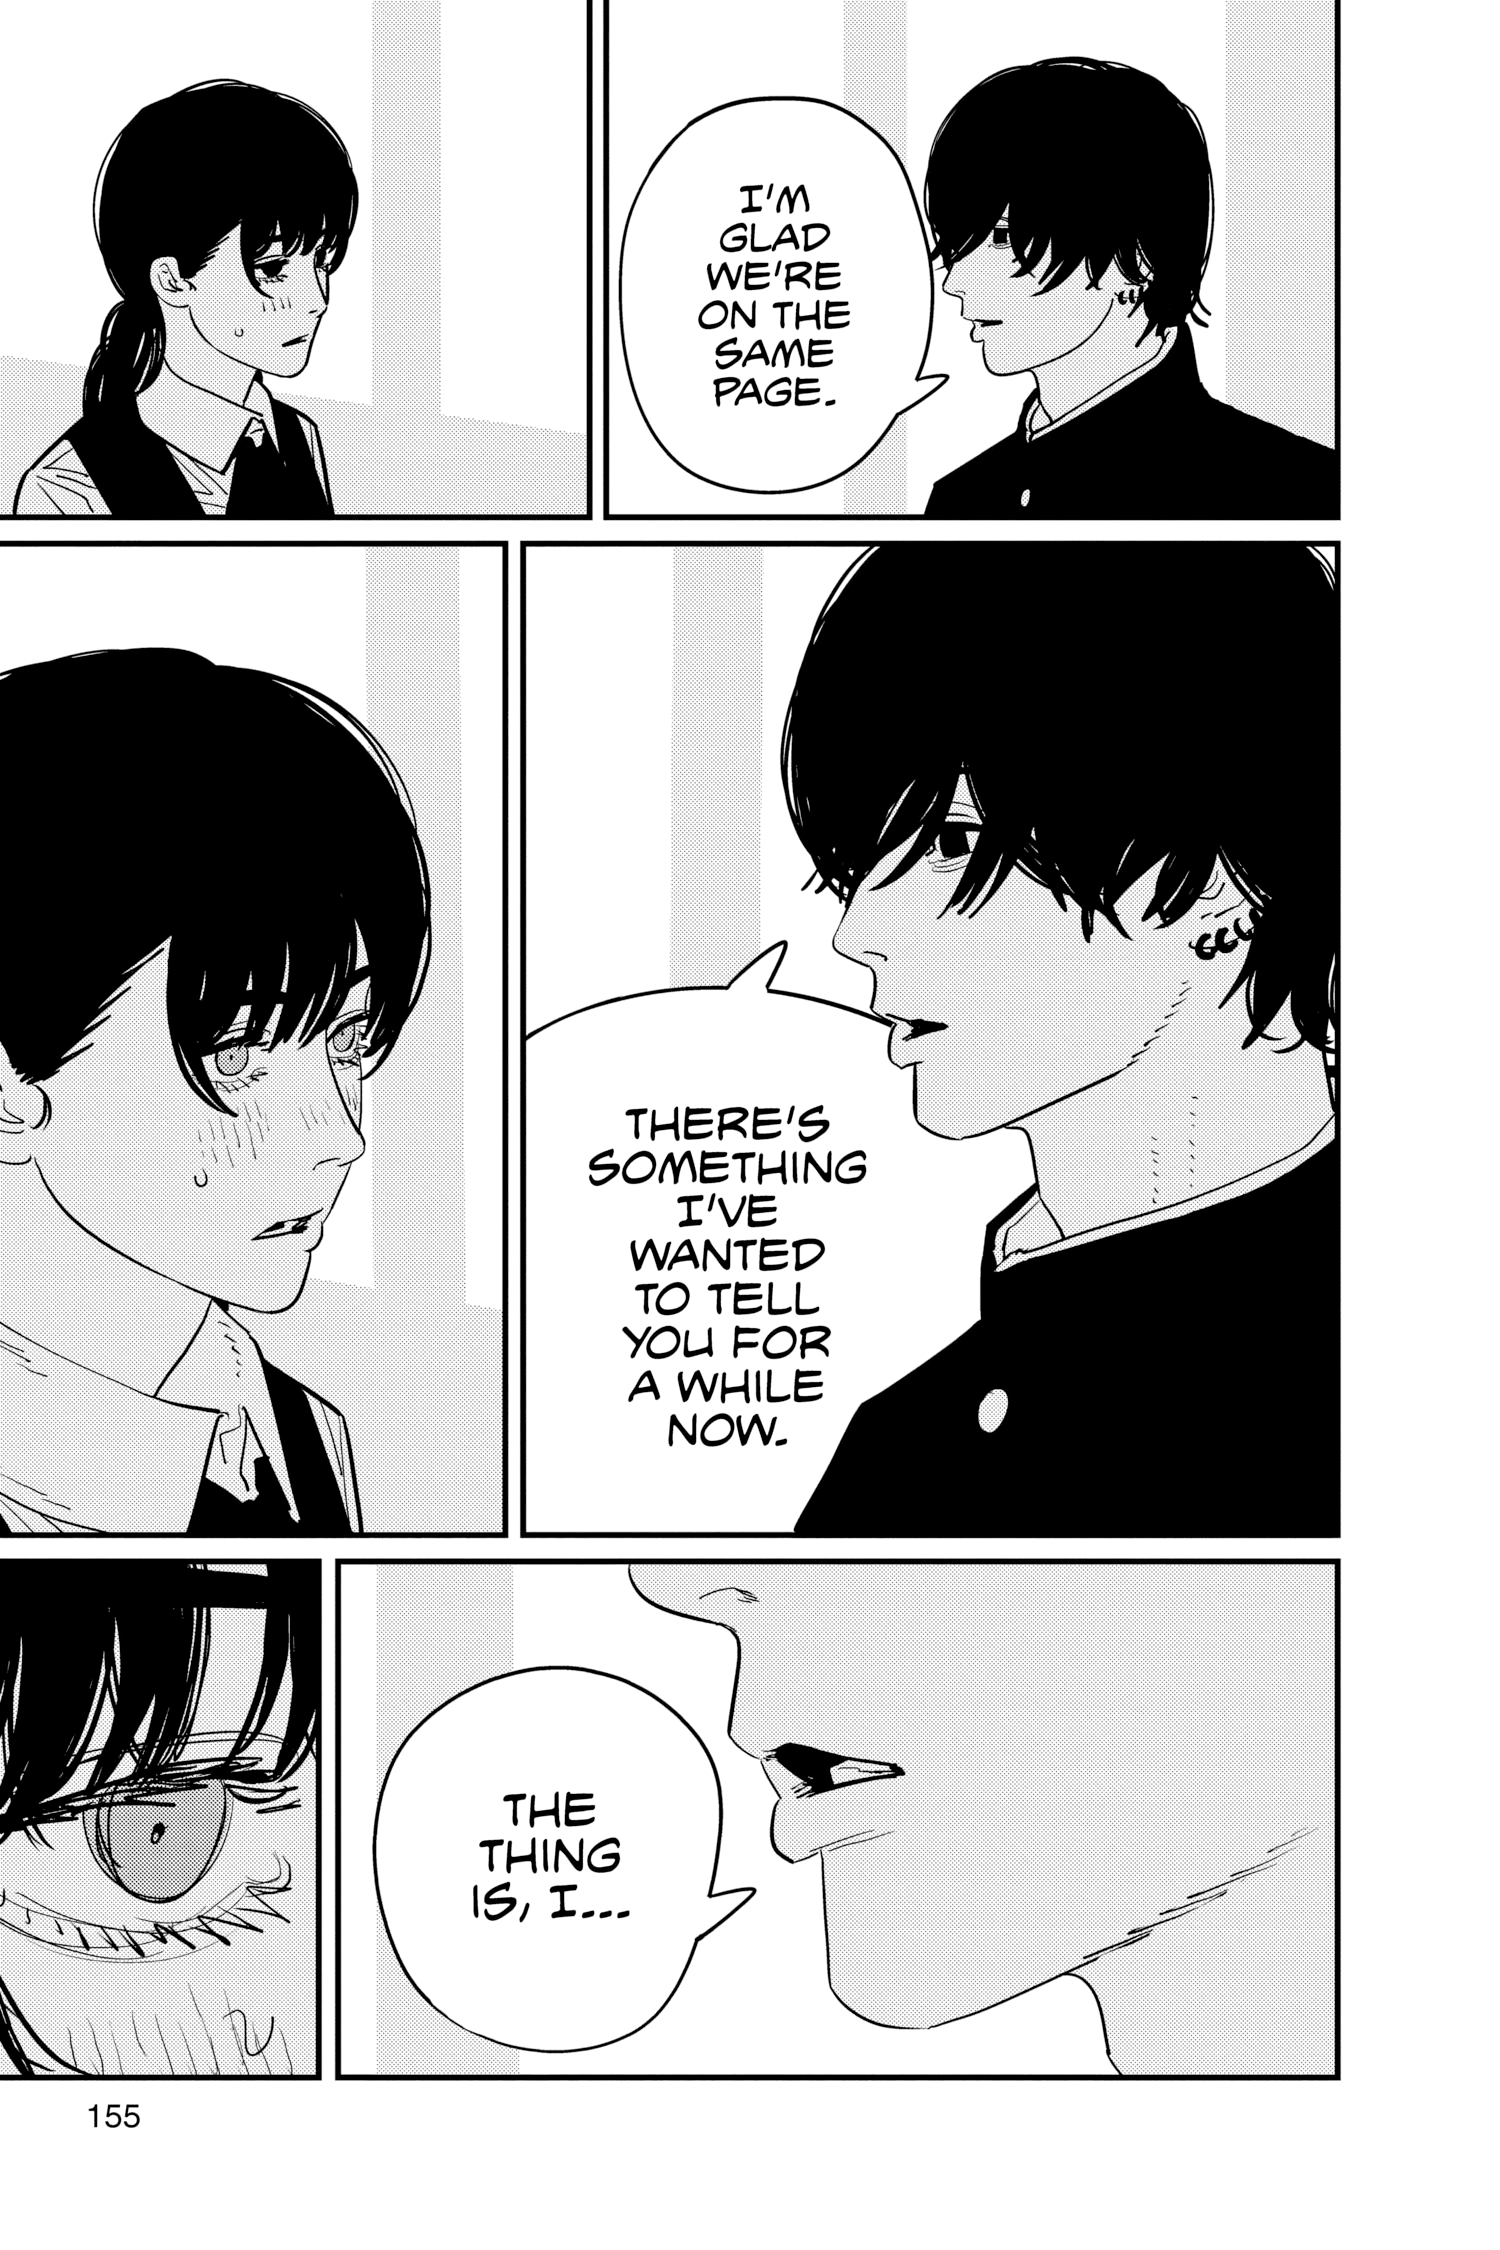 I'M
GLAD
WE'RE
ON THE
SAME
PAGE.
THERE'S
SOMETHING
I'VE
WANTED
TO TELL
YOU FOR
A WHILE
NOW.
THE
THING
IS, I...
155